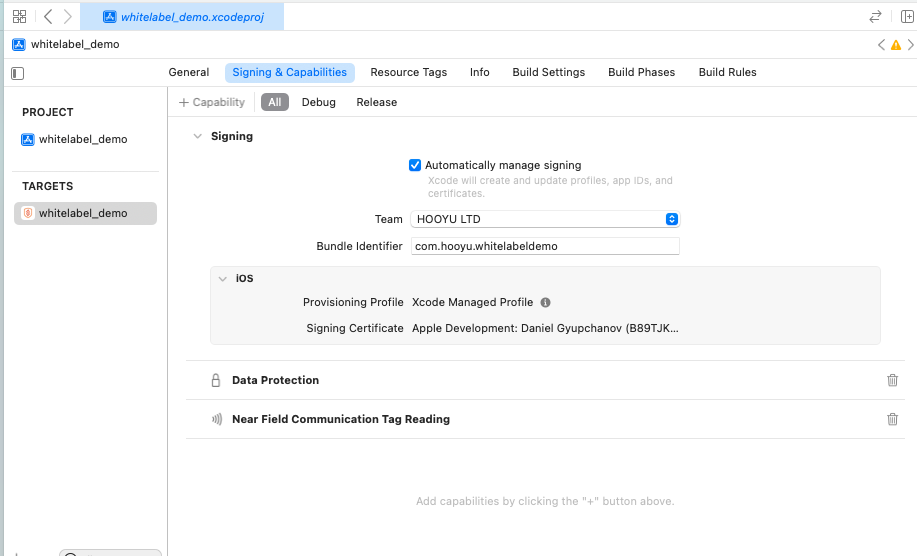 whitelabel_demo.xcodeproj
whitelabel_demo
General Signing & Capabilities Resource Tags Info Build Settings Build Phases Build Rules
+ Capability All Debug Release
PROJECT
whitelabel_demo
TARGETS
whitelabel_demo
Signing
Automatically manage signing
Xcode will create and update profiles, app IDs, and
certificates.
Team HOOYU LTD
Bundle Identifier com.hooyu.whitelabeldemo
iOS
Provisioning Profile Xcode Managed Profile
Signing Certificate Apple Development: Daniel Gyupchanov (B89TJK...
Data Protection
Near Field Communication Tag Reading
Add capabilities by clicking the "+" button above.